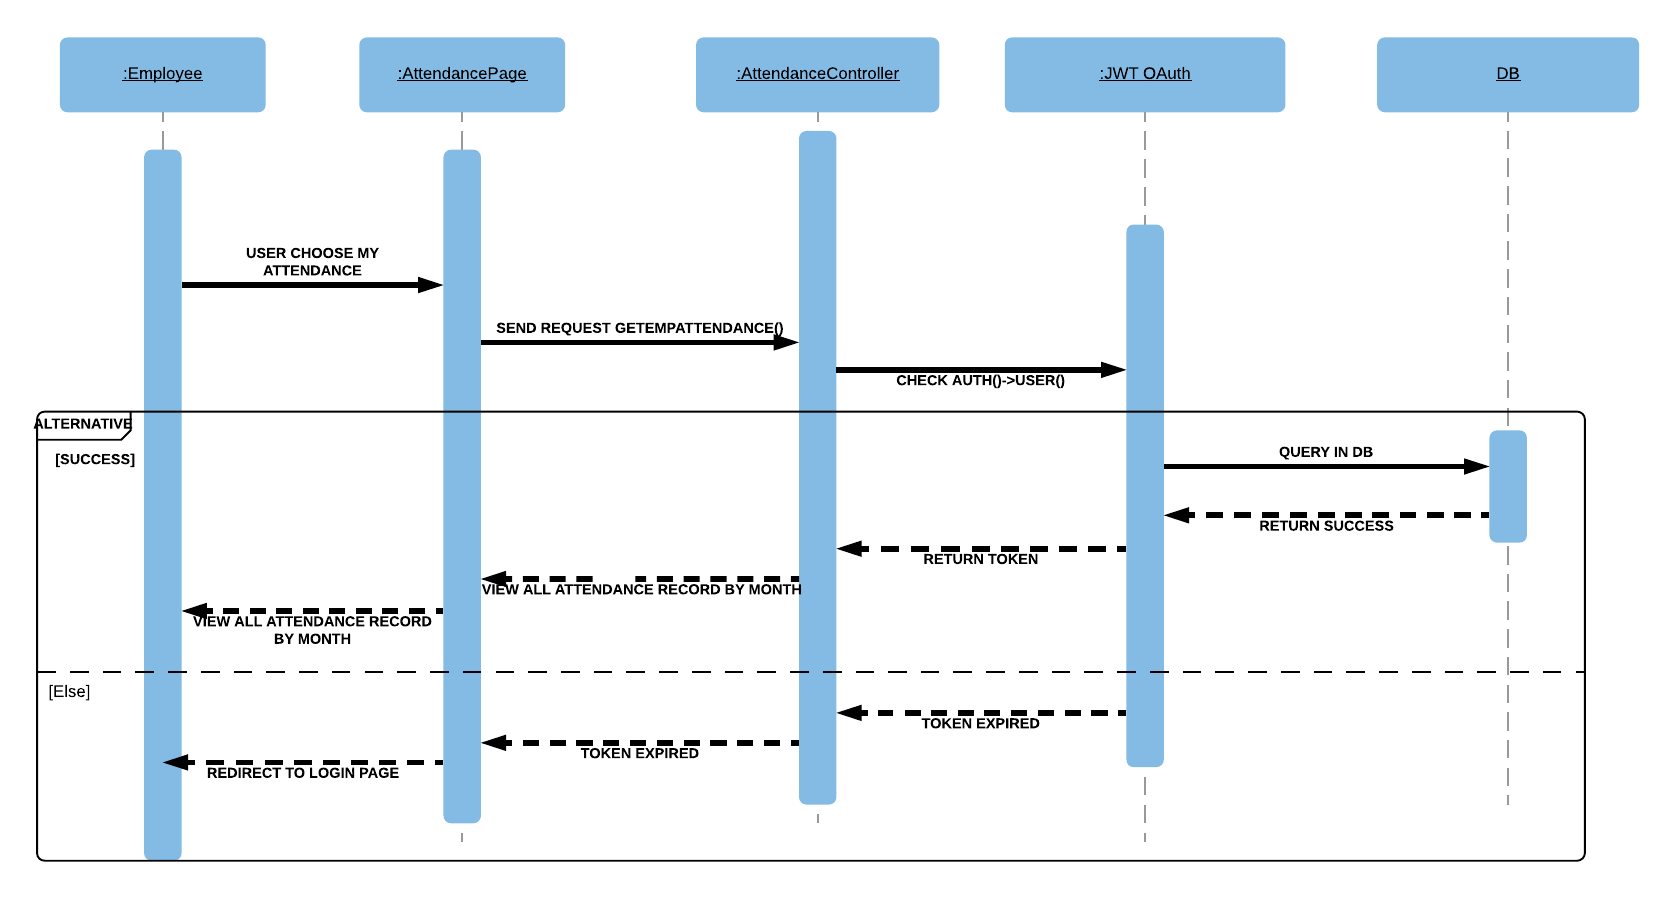 :Employee
:AttendancePage
:AttendanceController
:JWT OAuth
DB
USER CHOOSE MY
ATTENDANCE
SEND REQUEST GETEMPATTENDANCE()
CHECK AUTH()->USER()
ALTERNATIVE
[SUCCESS]
QUERY IN DB
RETURN SUCCESS
RETURN TOKEN
VIEW ALL ATTENDANCE RECORD BY MONTH
VIEW ALL ATTENDANCE RECORD
BY MONTH
[Else]
TOKEN EXPIRED
TOKEN EXPIRED
REDIRECT TO LOGIN PAGE